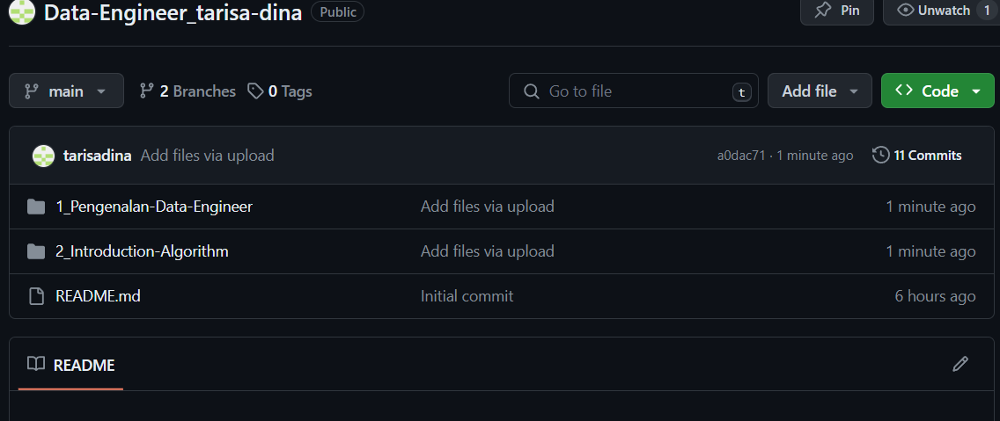 Data-Engineer_tarisa-dina Public Pin Unwatch 1
main 2 Branches 0 Tags Go to file t Add file Code
tarisadina Add files via upload a0dac71 · 1 minute ago 11 Commits
1_Pengenalan-Data-Engineer Add files via upload 1 minute ago
2_Introduction-Algorithm Add files via upload 1 minute ago
README.md Initial commit 6 hours ago
README